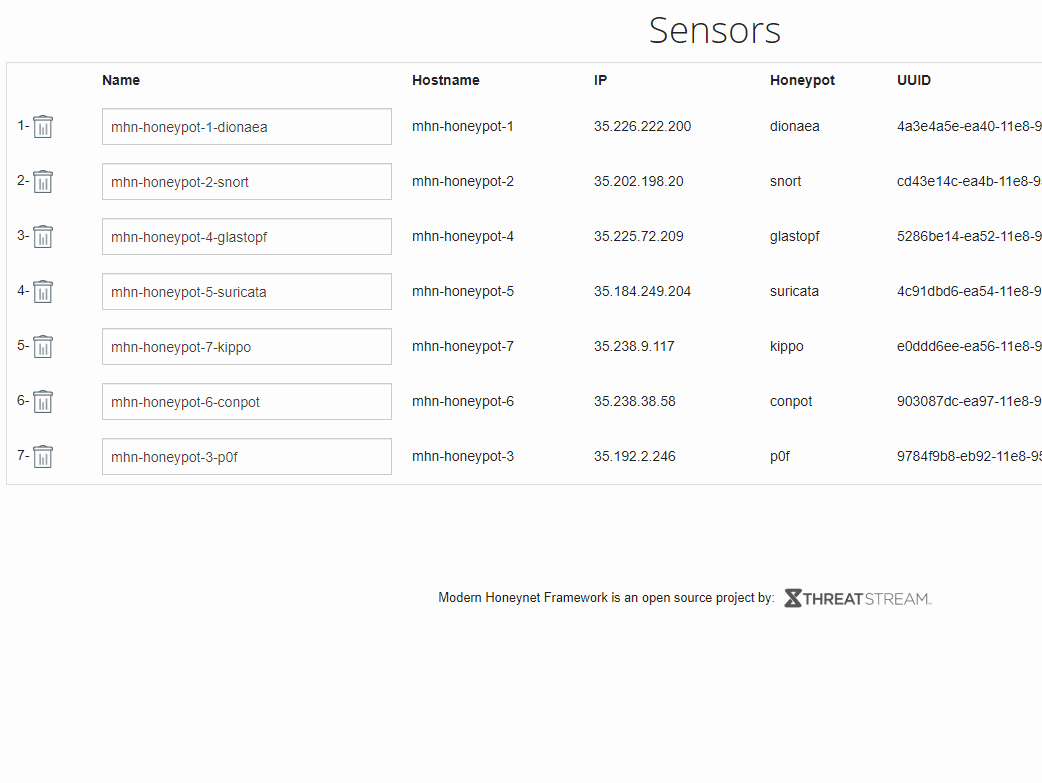 Sensors
Name Hostname IP Honeypot UUID
1- mhn-honeypot-1-dionaea mhn-honeypot-1 35.226.222.200 dionaea 4a3e4a5e-ea40-11e8-9
2- mhn-honeypot-2-snort mhn-honeypot-2 35.202.198.20 snort cd43e14c-ea4b-11e8-9
3- mhn-honeypot-4-glastopf mhn-honeypot-4 35.225.72.209 glastopf 5286be14-ea52-11e8-9
4- mhn-honeypot-5-suricata mhn-honeypot-5 35.184.249.204 suricata 4c91dbd6-ea54-11e8-9
5- mhn-honeypot-7-kippo mhn-honeypot-7 35.238.9.117 kippo e0ddd6ee-ea56-11e8-9
6- mhn-honeypot-6-conpot mhn-honeypot-6 35.238.38.58 conpot 903087dc-ea97-11e8-9
7- mhn-honeypot-3-p0f mhn-honeypot-3 35.192.2.246 p0f 9784f9b8-eb92-11e8-95
Modern Honeynet Framework is an open source project by: THREATSTREAM